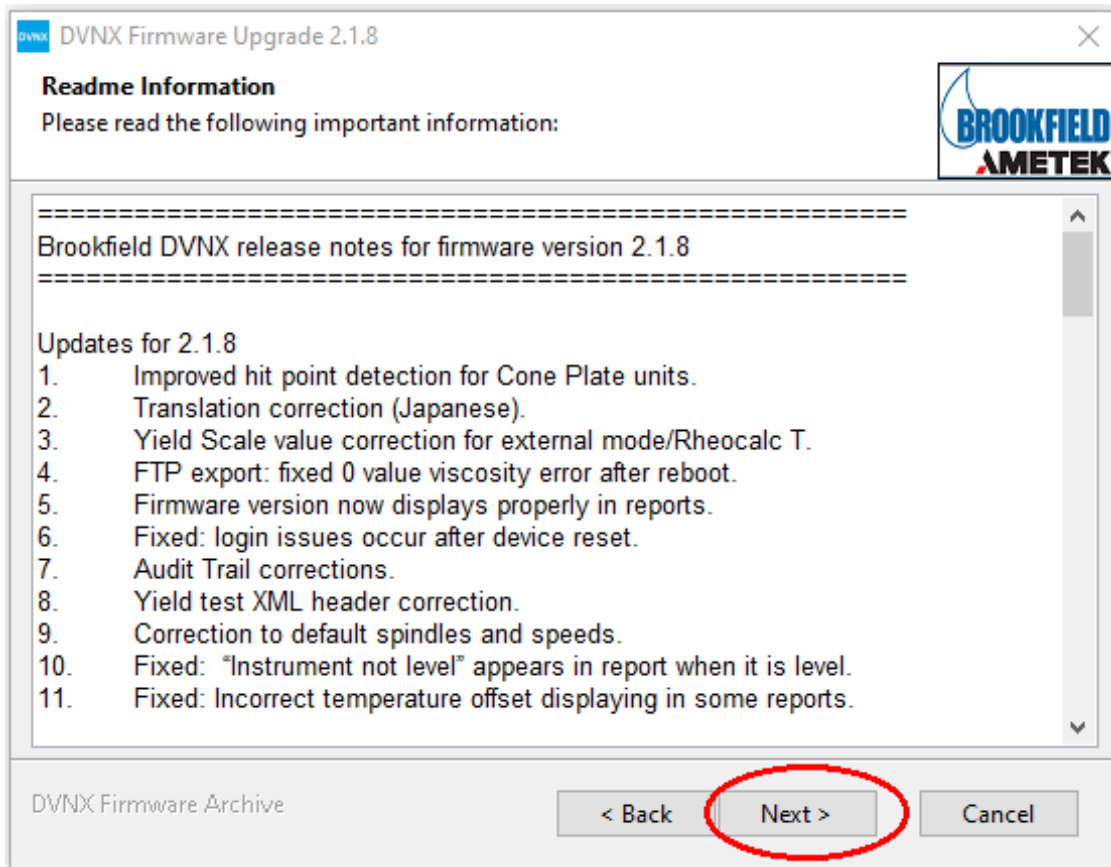 DVNX DVNX Firmware Upgrade 2.1.8
Readme Information
Please read the following important information:
BROOKFIELD
AMETEK
======================================================
Brookfield DVNX release notes for firmware version 2.1.8
======================================================
Updates for 2.1.8
1. Improved hit point detection for Cone Plate units.
2. Translation correction (Japanese).
3. Yield Scale value correction for external mode/Rheocalc T.
4. FTP export: fixed 0 value viscosity error after reboot.
5. Firmware version now displays properly in reports.
6. Fixed: login issues occur after device reset.
7. Audit Trail corrections.
8. Yield test XML header correction.
9. Correction to default spindles and speeds.
10. Fixed:  “Instrument not level” appears in report when it is level.
11. Fixed: Incorrect temperature offset displaying in some reports.
DVNX Firmware Archive
< Back Next > Cancel